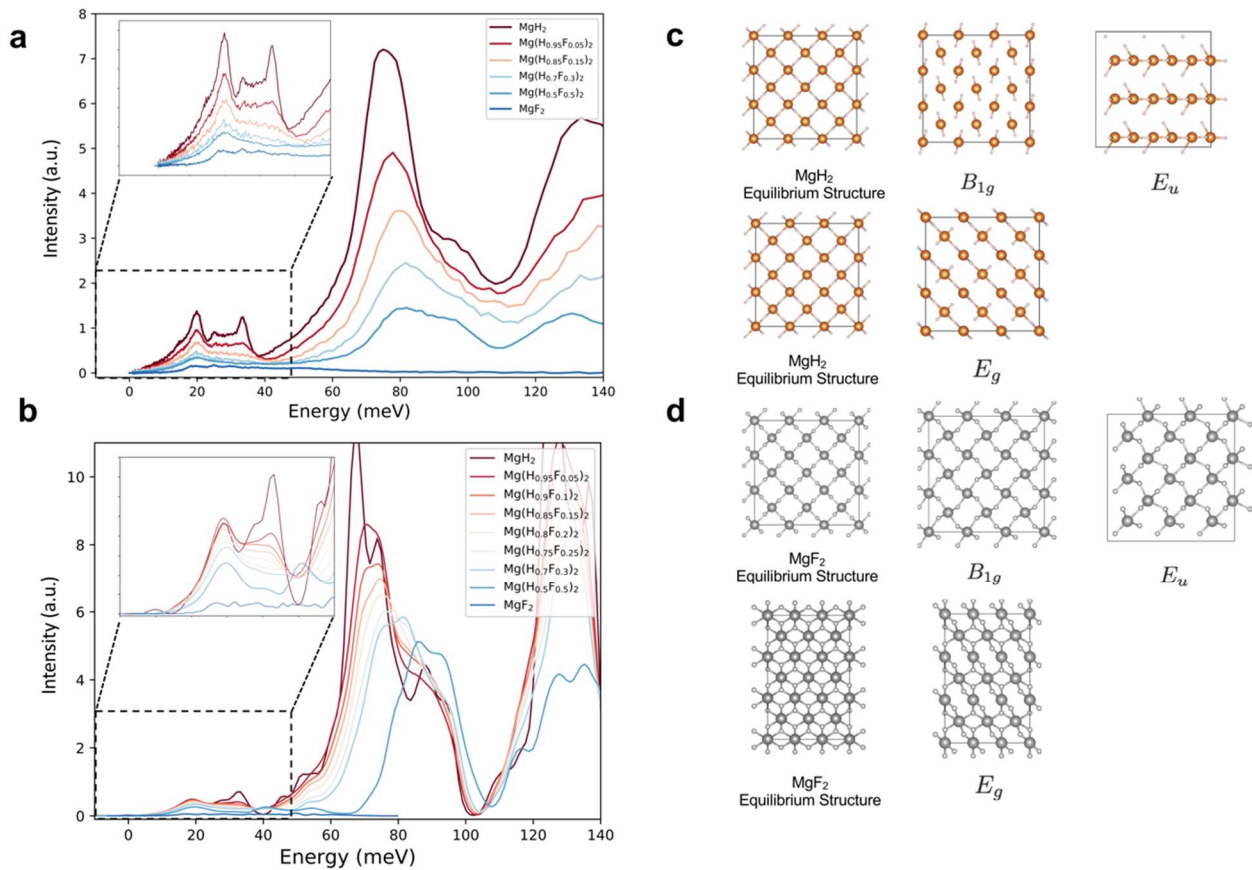 a
8
7
6
5
4
3
2
1
0
Intensity (a.u.)
MgH₂
Mg(H₀.₉₅F₀.₀₅)₂
Mg(H₀.₈₅F₀.₁₅)₂
Mg(H₀.₇F₀.₃)₂
Mg(H₀.₅F₀.₅)₂
MgF₂
0 20 40 60 80 100 120 140
Energy (meV)
b
10
8
6
4
2
0
Intensity (a.u.)
MgH₂
Mg(H₀.₉₅F₀.₀₅)₂
Mg(H₀.₉F₀.₁)₂
Mg(H₀.₈₅F₀.₁₅)₂
Mg(H₀.₈F₀.₂)₂
Mg(H₀.₇₅F₀.₂₅)₂
Mg(H₀.₇F₀.₃)₂
Mg(H₀.₅F₀.₅)₂
MgF₂
0 20 40 60 80 100 120 140
Energy (meV)
c
MgH₂
Equilibrium Structure
B₁g
Eu
MgH₂
Equilibrium Structure
Eg
d
MgF₂
Equilibrium Structure
B₁g
Eu
MgF₂
Equilibrium Structure
Eg